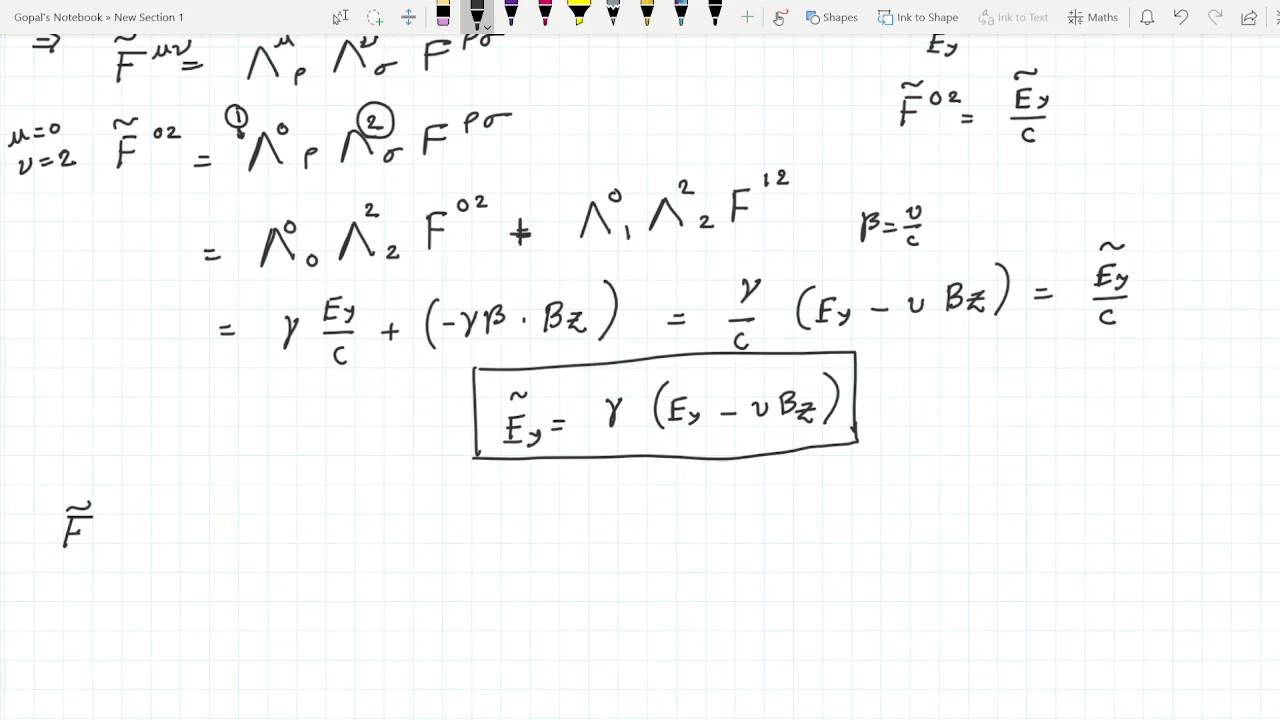 Gopal's Notebook » New Section 1
Shapes Ink to Shape Ink to Text Maths
⇒ F̃^{μν} = Λ^μ_ρ Λ^ν_σ F^{ρσ}
E_y
F̃^{02} = Ẽ_y/c
μ=0
ν=2 F̃^{02} = ① Λ^0_ρ Λ^②_σ F^{ρσ}
= Λ^0_0 Λ^2_2 F^{02} + Λ^0_1 Λ^2_2 F^{12} β = v/c
= γ E_y/c + (-γβ · B_z) = γ/c (E_y - v B_z) = Ẽ_y/c
Ẽ_y = γ (E_y - v B_z)
F̃